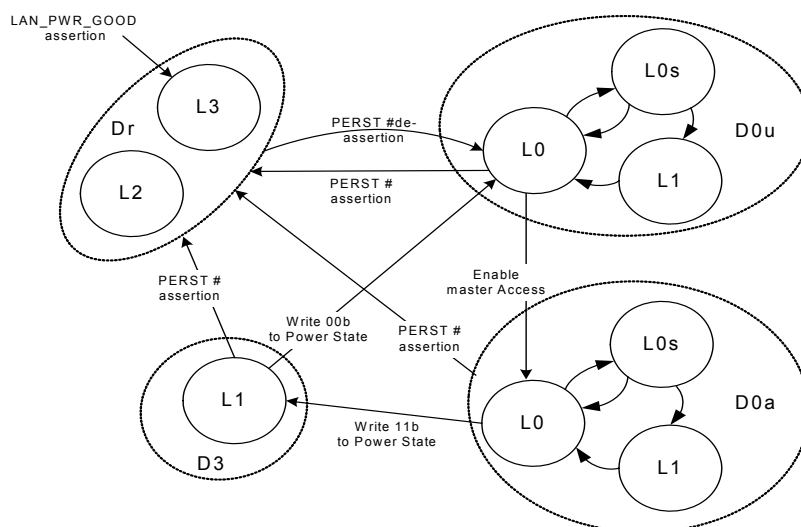 LAN_PWR_GOOD
assertion
L3
Dr
L2
PERST #de-
assertion
PERST #
assertion
L0s
D0u
L0
L1
PERST #
assertion
Write 00b
to Power State
PERST #
assertion
Enable
master Access
L1
D3
Write 11b
to Power State
L0s
D0a
L0
L1